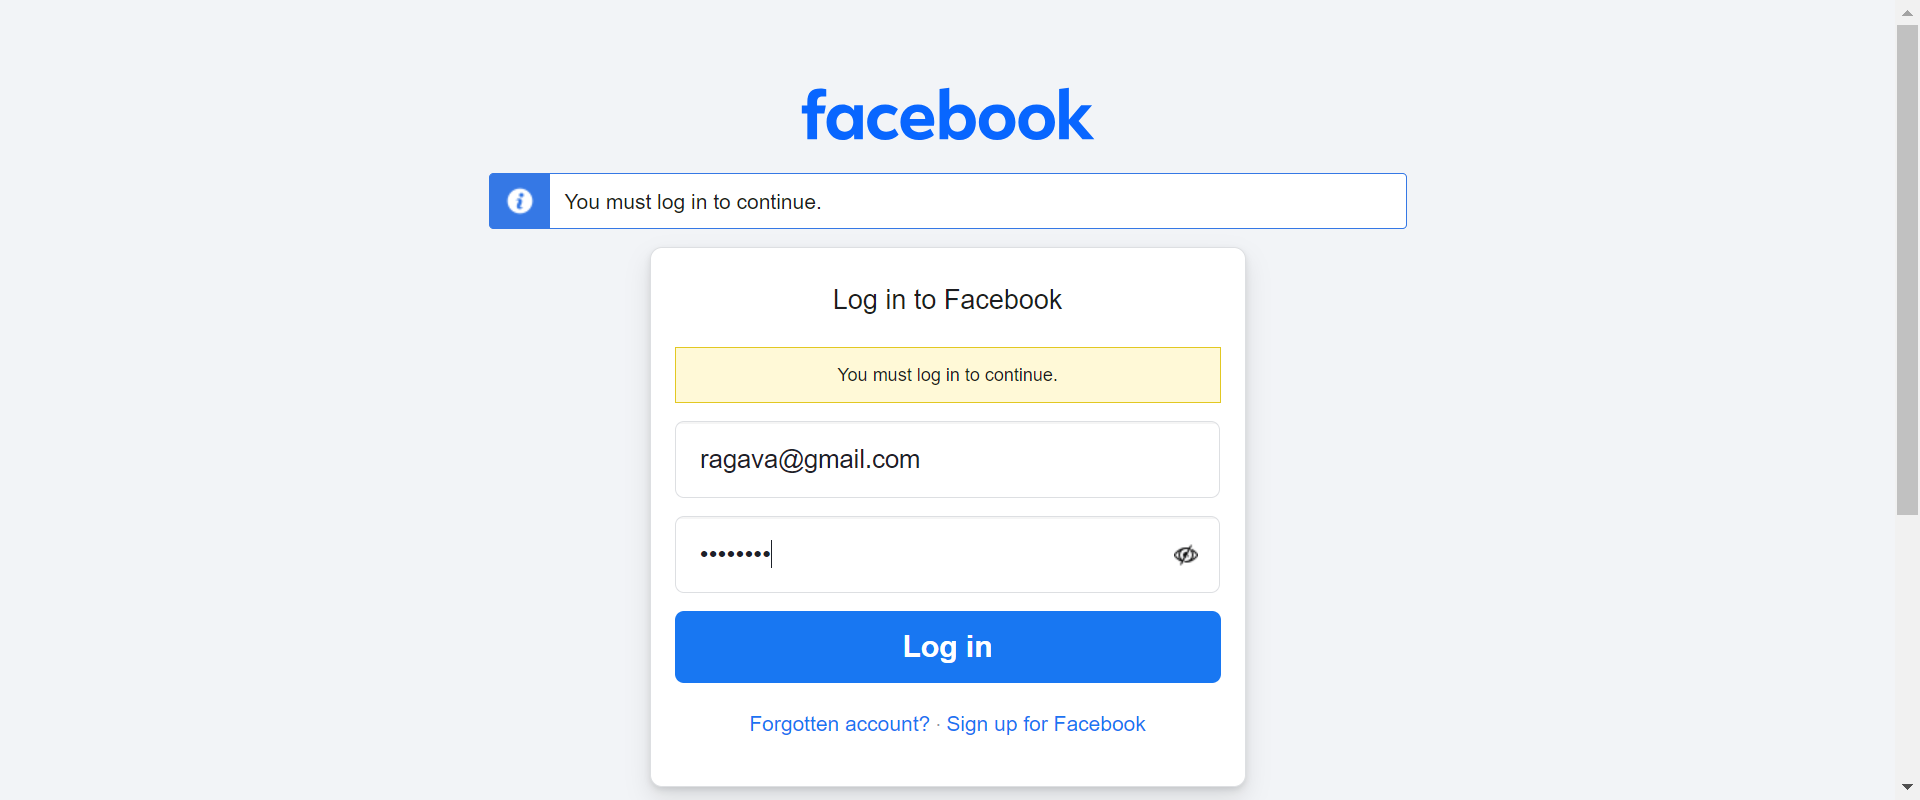 facebook
You must log in to continue.
Log in to Facebook
You must log in to continue.
ragava@gmail.com
••••••••
Log in
Forgotten account? · Sign up for Facebook